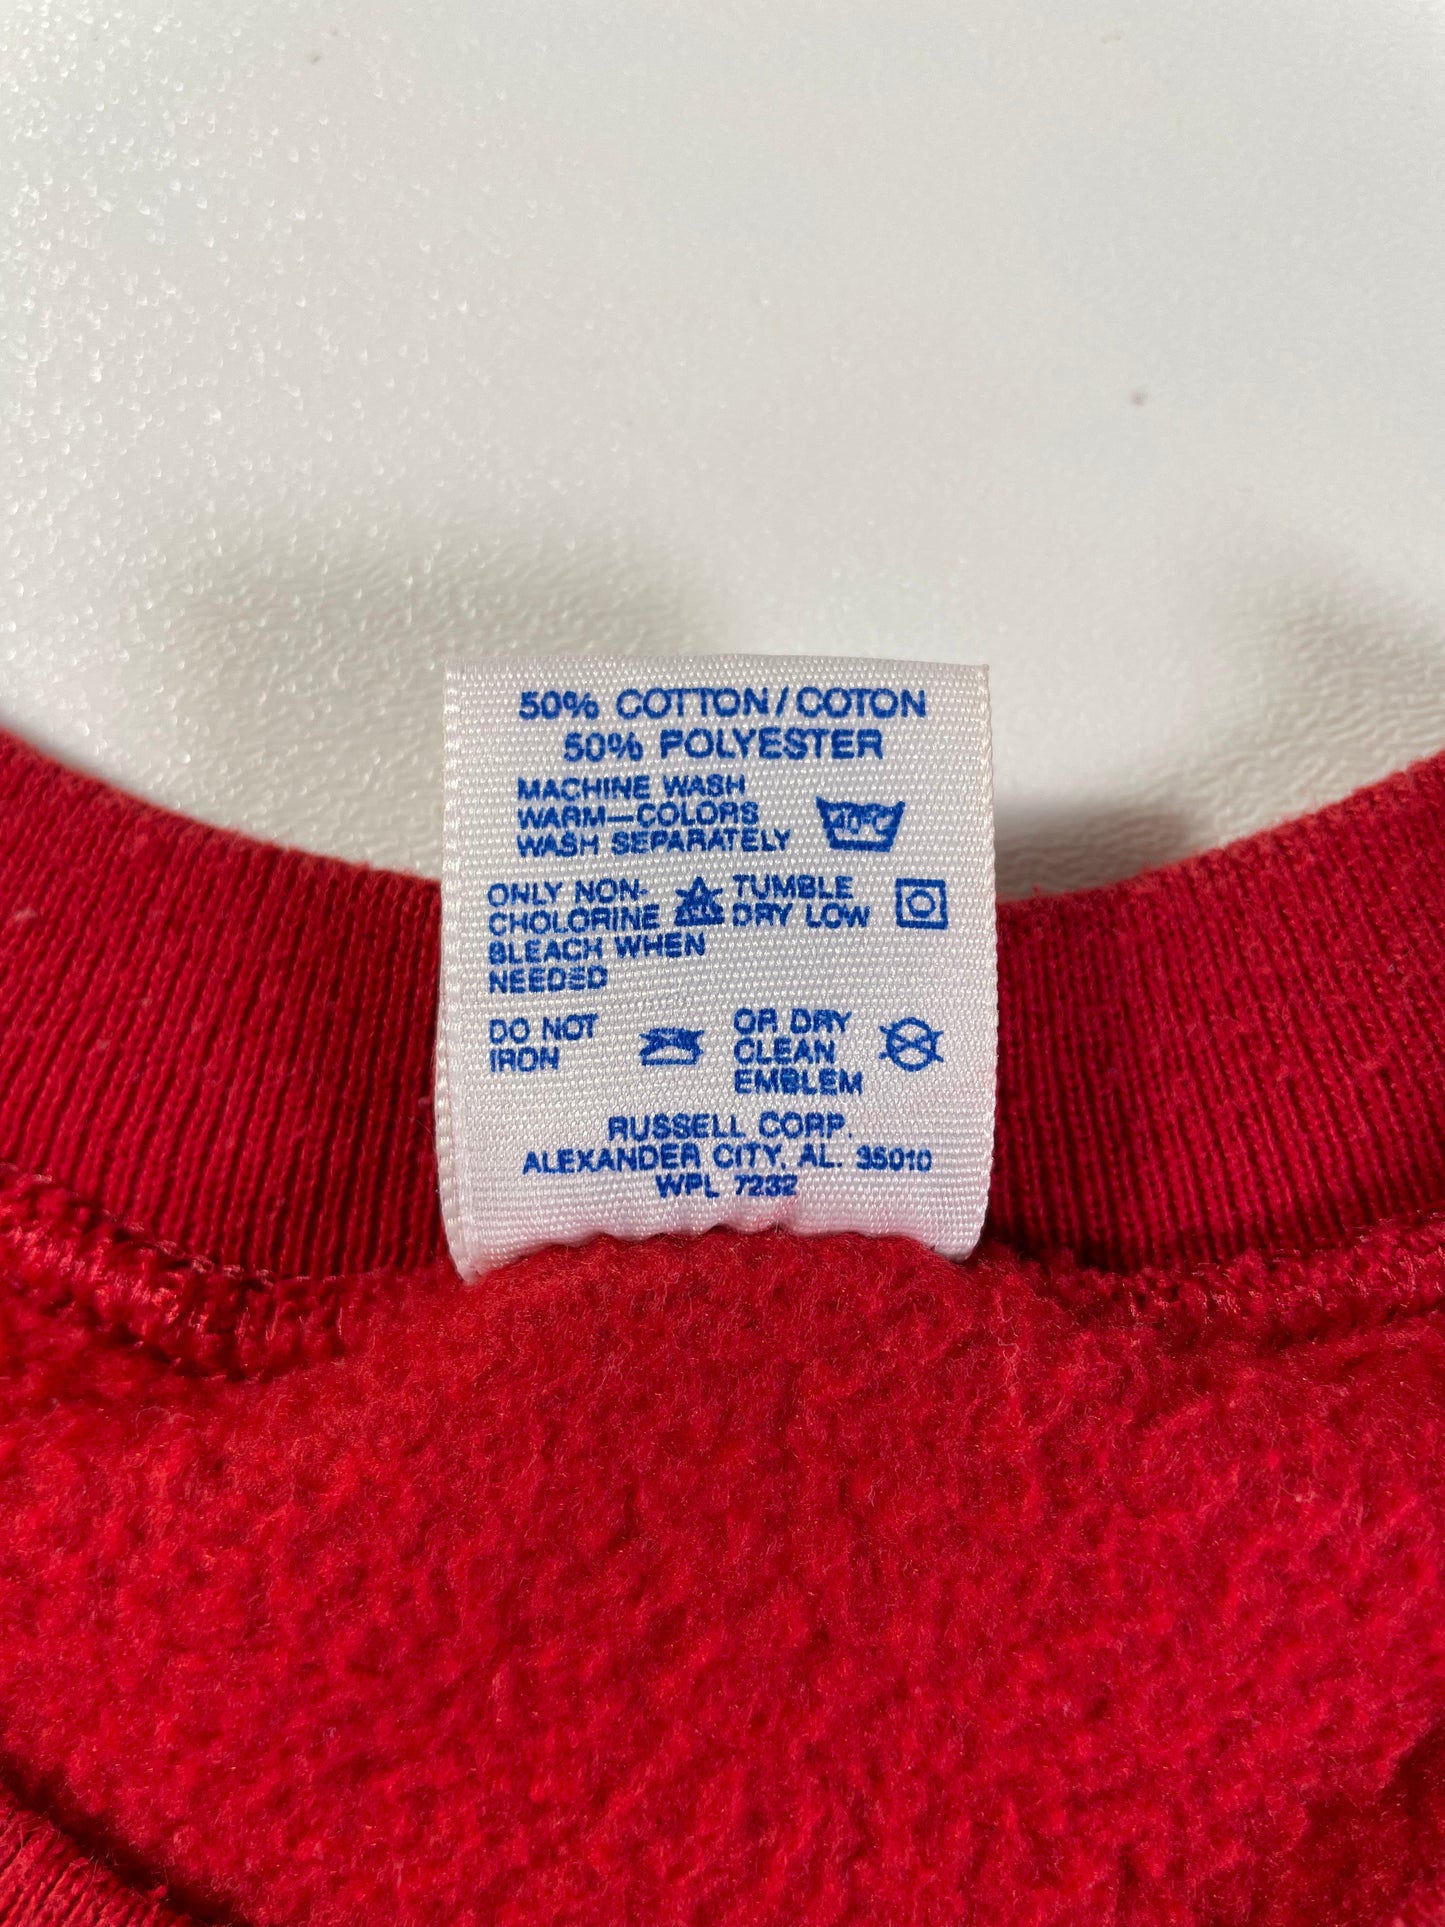 50% COTTON/COTON
50% POLYESTER
MACHINE WASH
WARM—COLORS
WASH SEPARATELY
40°C
ONLY NON-
CHOLORINE
BLEACH WHEN
NEEDED
TUMBLE
DRY LOW
DO NOT
IRON
OR DRY
CLEAN
EMBLEM
RUSSELL CORP.
ALEXANDER CITY, AL. 35010
WPL 7232